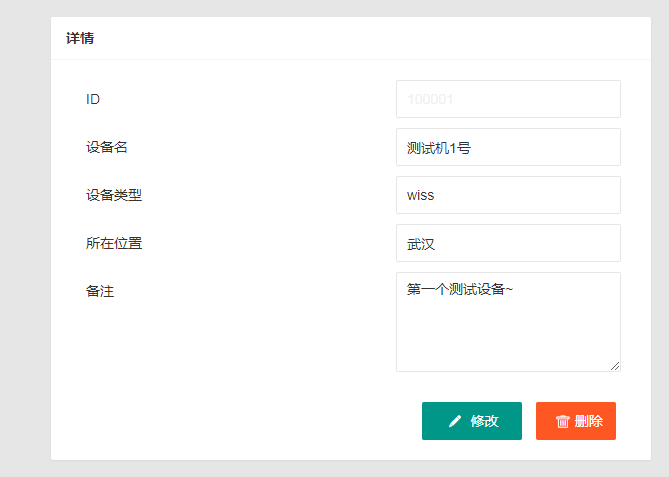 详情
ID 100001
设备名 测试机1号
设备类型 wiss
所在位置 武汉
备注 第一个测试设备~
修改 删除